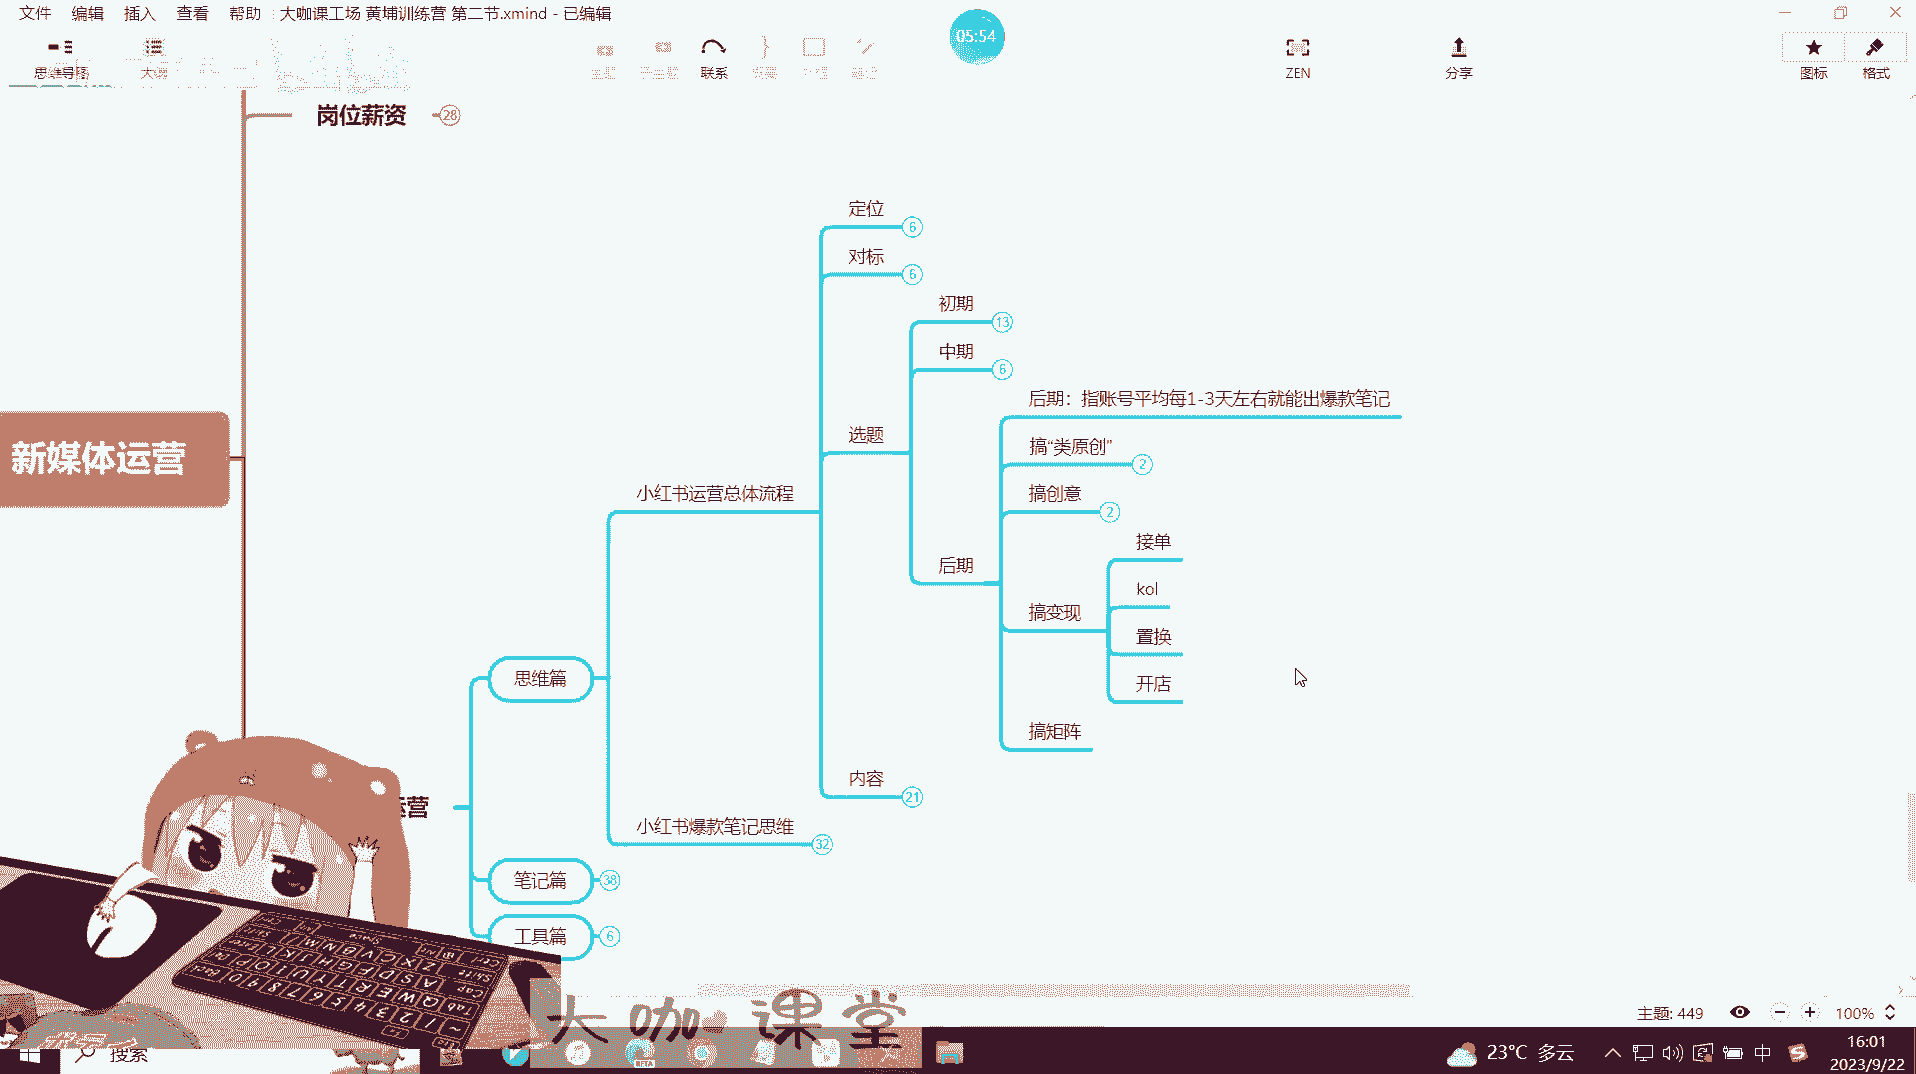 文件 编辑 插入 查看 帮助 大咖课工场 黄埔训练营 第二节.xmind - 已编辑
05:54
思维导图
大纲
联系
ZEN
分享
图标
格式
岗位薪资 28
定位 6
对标 6
初期 13
中期 6
后期：指账号平均每1-3天左右就能出爆款笔记
选题
搞“类原创” 2
新媒体运营
小红书运营总体流程
搞创意 2
接单
后期
kol
搞变现
置换
思维篇
开店
搞矩阵
内容 21
运营
小红书爆款笔记思维 32
笔记篇 38
工具篇 6
大咖课堂
主题: 449
100%
搜索
BETA
23°C 多云
中
16:01
2023/9/22